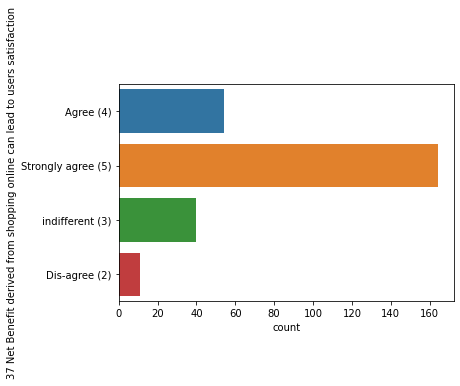 37 Net Benefit derived from shopping online can lead to users satisfaction
Agree (4)
Strongly agree (5)
indifferent (3)
Dis-agree (2)
0 20 40 60 80 100 120 140 160
count